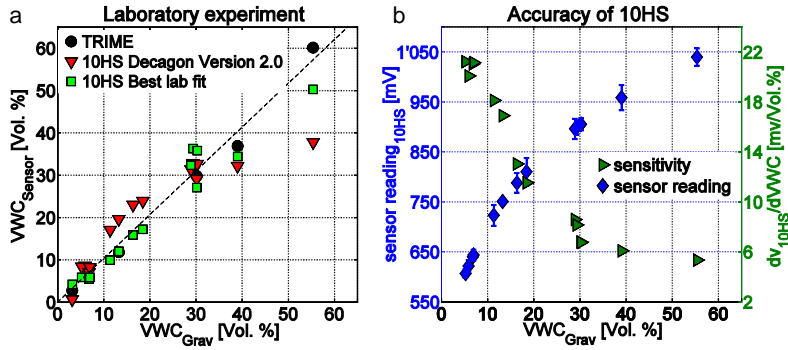 a
Laboratory experiment
TRIME
10HS Decagon Version 2.0
10HS Best lab fit
VWC_Sensor [Vol. %]
60
50
40
30
20
10
0
0 10 20 30 40 50 60
VWC_Grav [Vol. %]
b
Accuracy of 10HS
sensor reading_10HS [mV]
1'050
950
850
750
650
550
sensitivity
sensor reading
0 10 20 30 40 50 60
VWC_Grav [Vol. %]
22
18
14
10
6
2
dv_10HS/dVWC [mv/Vol.%]